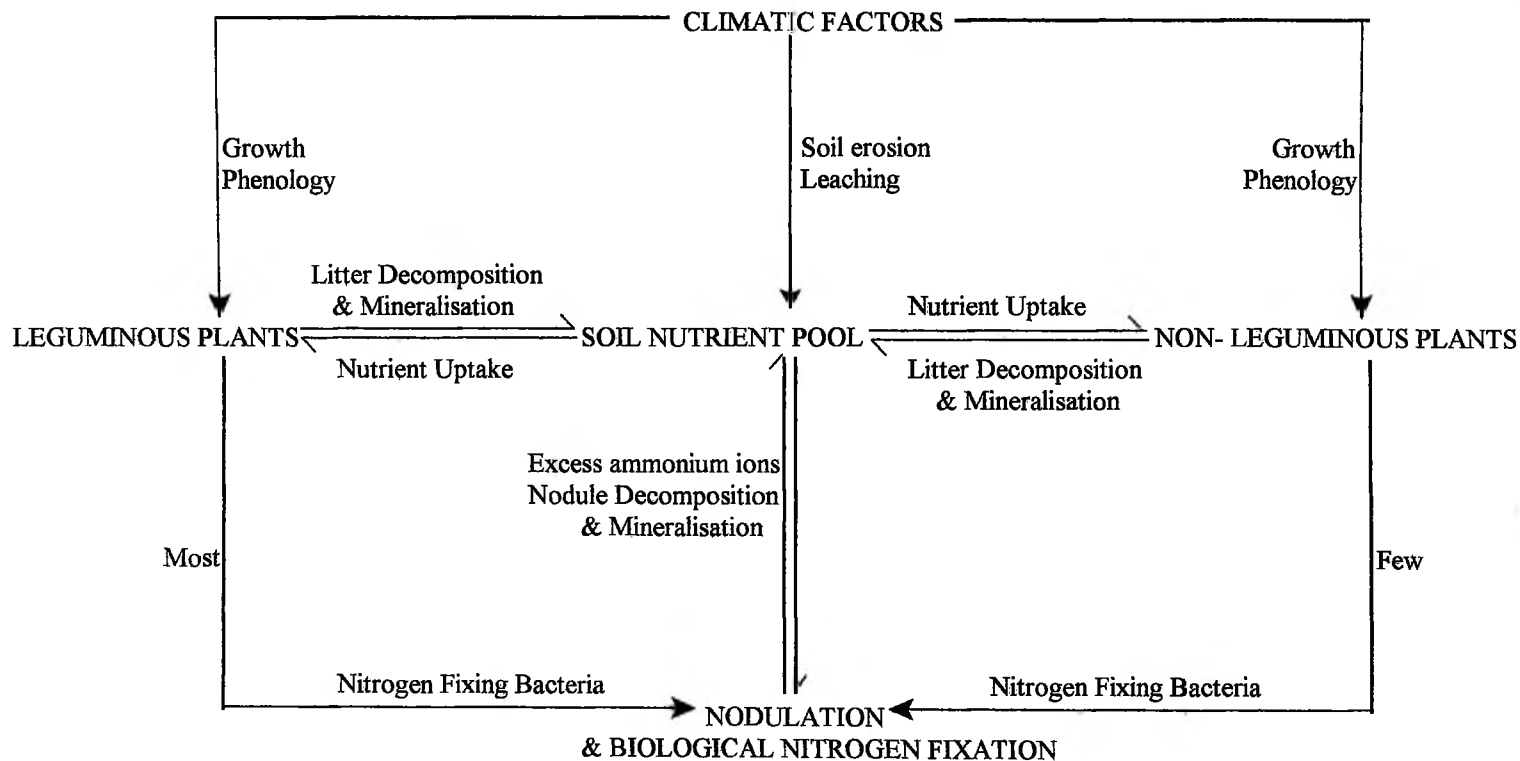 CLIMATIC FACTORS
Growth
Phenology
Soil erosion
Leaching
Growth
Phenology
Litter Decomposition
& Mineralisation
Nutrient Uptake
LEGUMINOUS PLANTS
SOIL NUTRIENT POOL
NON- LEGUMINOUS PLANTS
Nutrient Uptake
Litter Decomposition
& Mineralisation
Excess ammonium ions
Nodule Decomposition
& Mineralisation
Most
Few
Nitrogen Fixing Bacteria
Nitrogen Fixing Bacteria
NODULATION
& BIOLOGICAL NITROGEN FIXATION